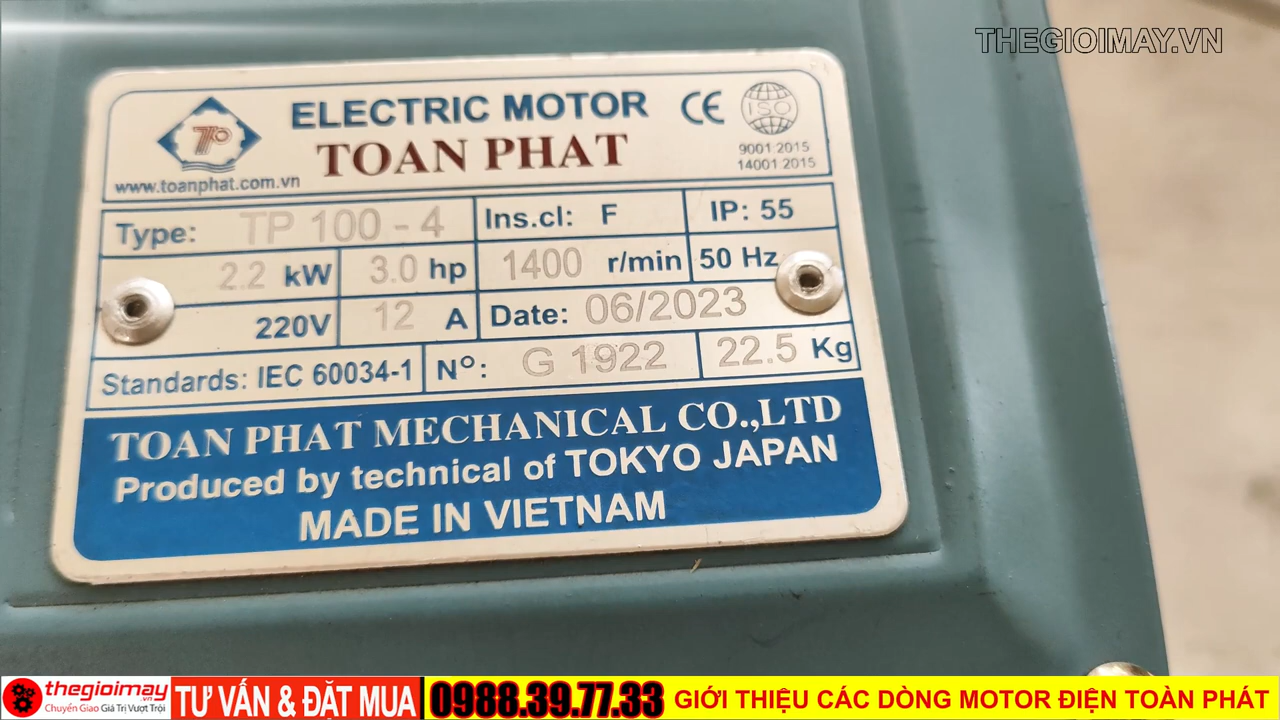 THEGIOIMAY.VN
TP
ELECTRIC MOTOR
TOAN PHAT
CE
ISO
9001:2015
14001:2015
www.toanphat.com.vn
Type: TP 100 - 4 Ins.cl: F IP: 55
2.2 kW 3.0 hp 1400 r/min 50 Hz
220V 12 A Date: 06/2023
Standards: IEC 60034-1 N°: G 1922 22.5 Kg
TOAN PHAT MECHANICAL CO.,LTD
Produced by technical of TOKYO JAPAN
MADE IN VIETNAM
thegioimay.vn
Chuyển Giao Giá Trị Vượt Trội
TƯ VẤN & ĐẶT MUA
0988.39.77.33
GIỚI THIỆU CÁC DÒNG MOTOR ĐIỆN TOÀN PHÁT